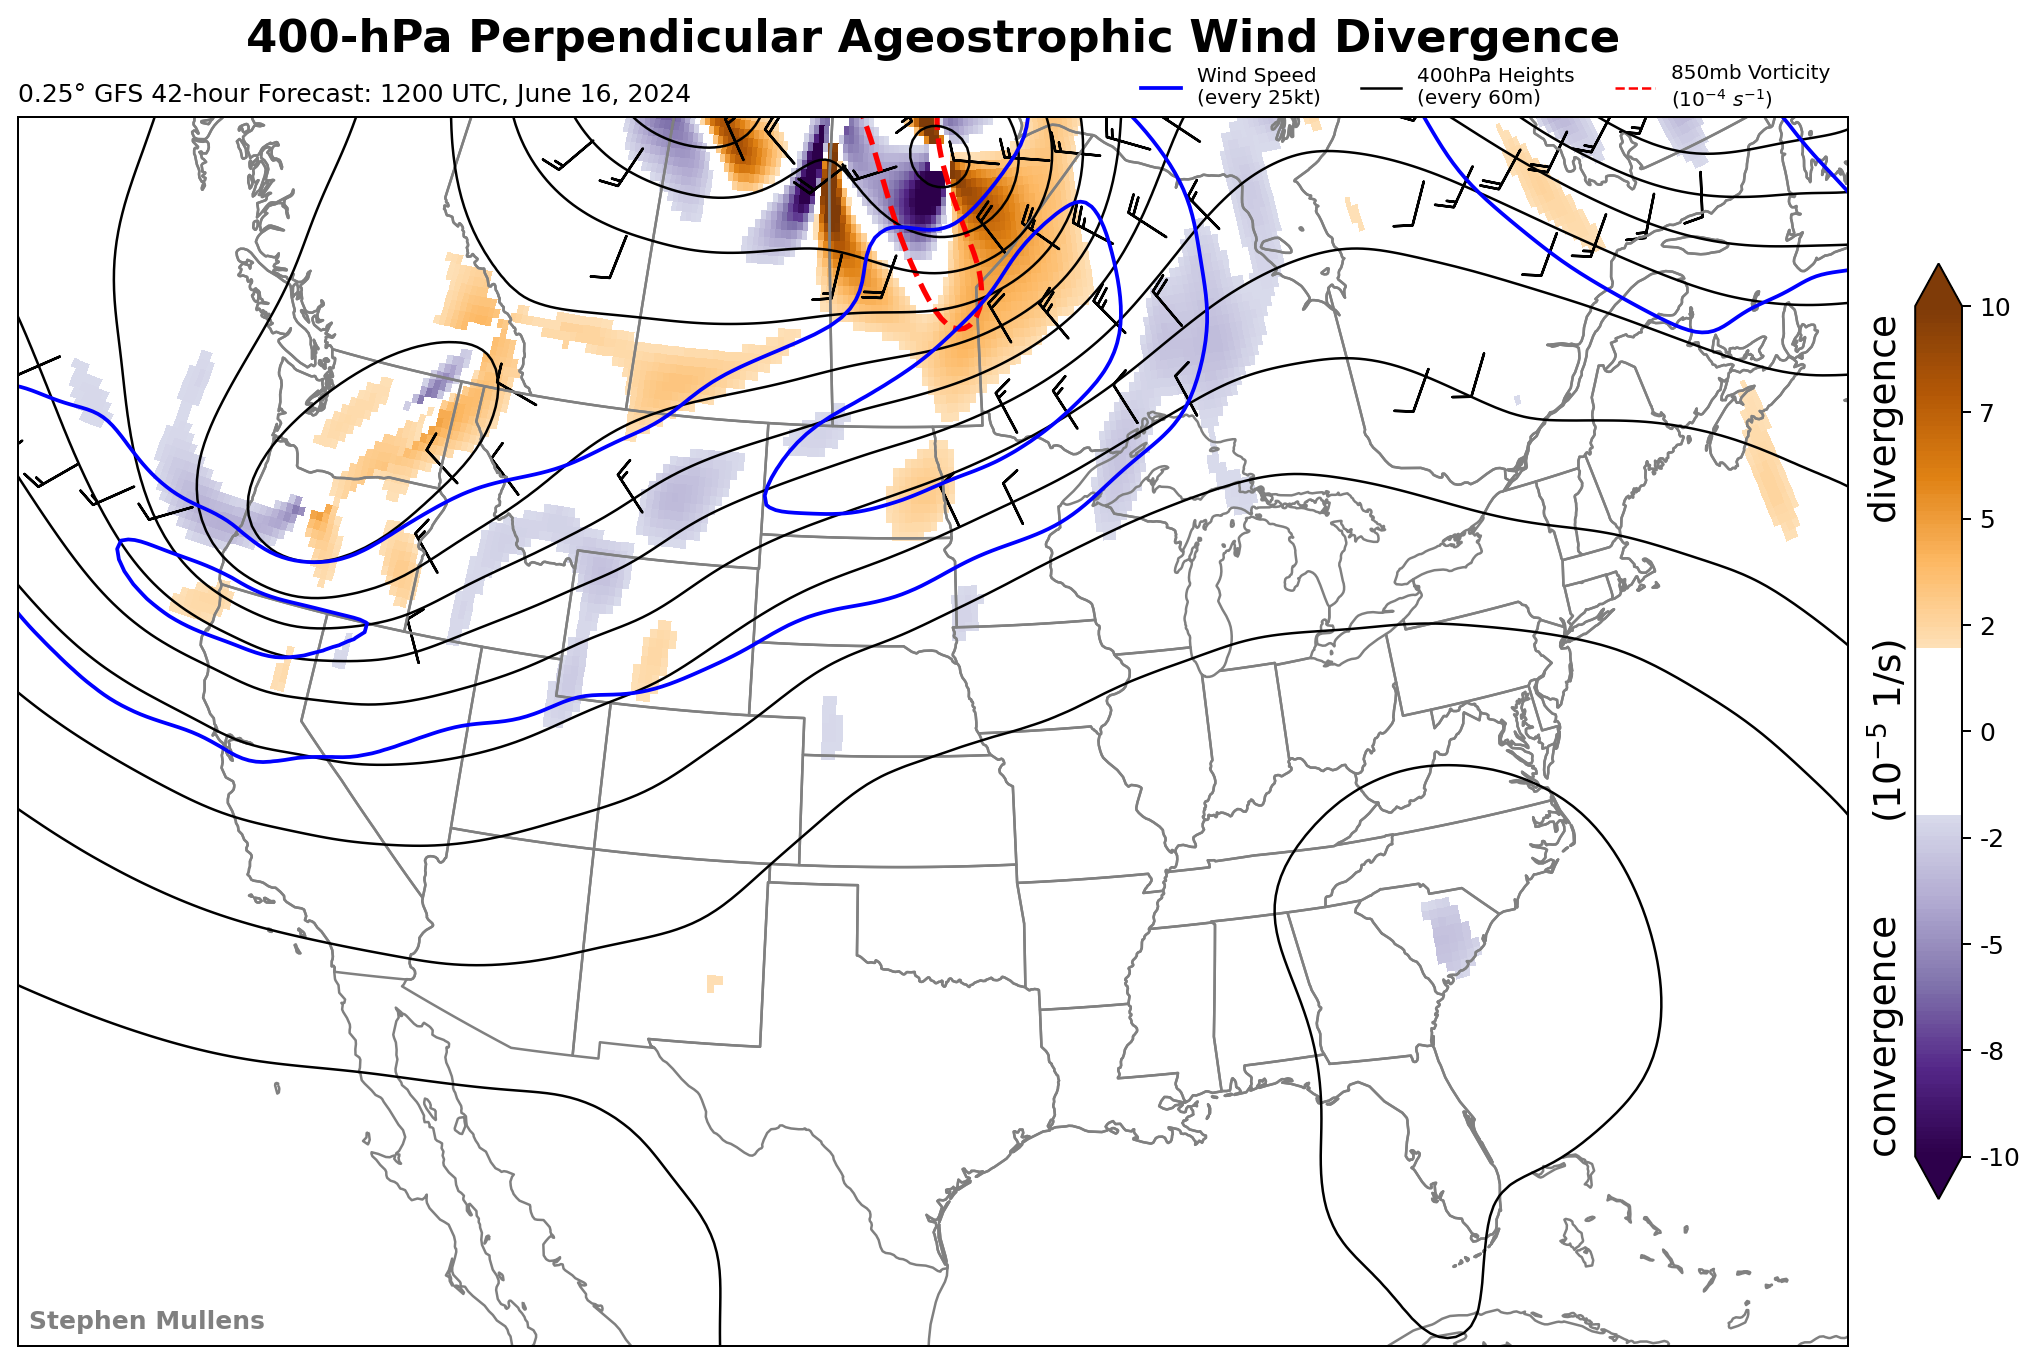 400-hPa Perpendicular Ageostrophic Wind Divergence
0.25° GFS 42-hour Forecast: 1200 UTC, June 16, 2024
Wind Speed
(every 25kt)
400hPa Heights
(every 60m)
850mb Vorticity
(10⁻⁴ s⁻¹)
10
7
5
2
0
-2
-5
-8
-10
convergence (10⁻⁵ 1/s) divergence
Stephen Mullens